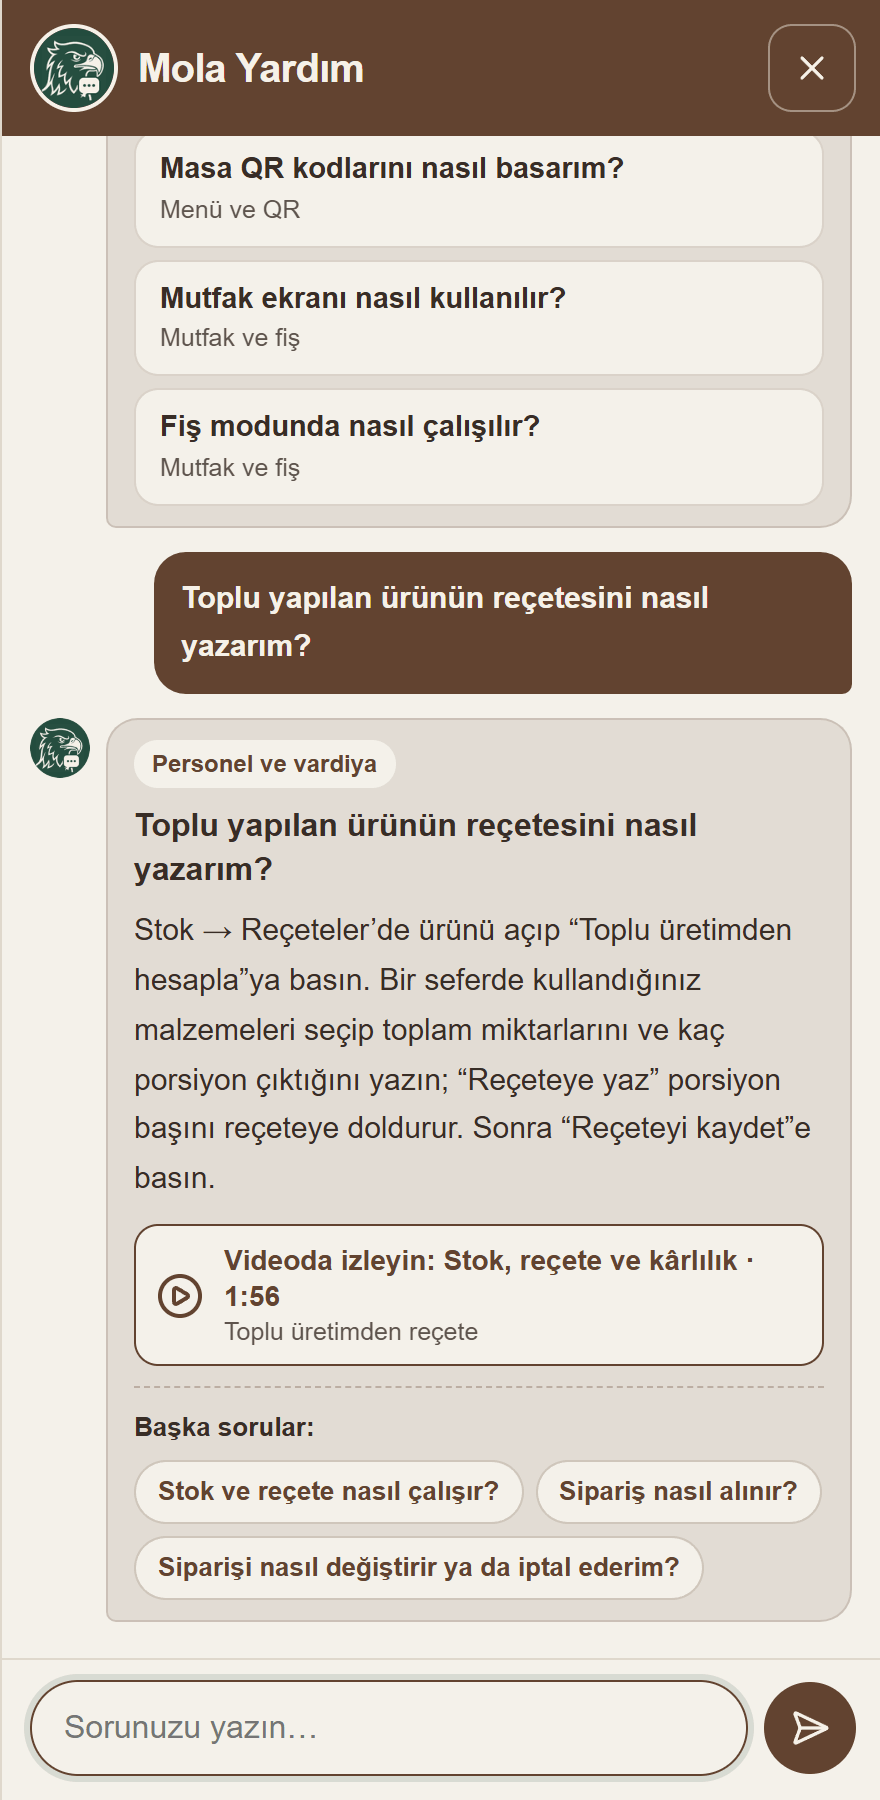 Mola Yardım
Masa QR kodlarını nasıl basarım?
Menü ve QR
Mutfak ekranı nasıl kullanılır?
Mutfak ve fiş
Fiş modunda nasıl çalışılır?
Mutfak ve fiş
Toplu yapılan ürünün reçetesini nasıl
yazarım?
Personel ve vardiya
Toplu yapılan ürünün reçetesini nasıl
yazarım?
Stok → Reçeteler’de ürünü açıp “Toplu üretimden
hesapla”ya basın. Bir seferde kullandığınız
malzemeleri seçip toplam miktarlarını ve kaç
porsiyon çıktığını yazın; “Reçeteye yaz” porsiyon
başını reçeteye doldurur. Sonra “Reçeteyi kaydet”e
basın.
Videoda izleyin: Stok, reçete ve kârlılık ·
1:56
Toplu üretimden reçete
Başka sorular:
Stok ve reçete nasıl çalışır?
Sipariş nasıl alınır?
Siparişi nasıl değiştirir ya da iptal ederim?
Sorunuzu yazın…